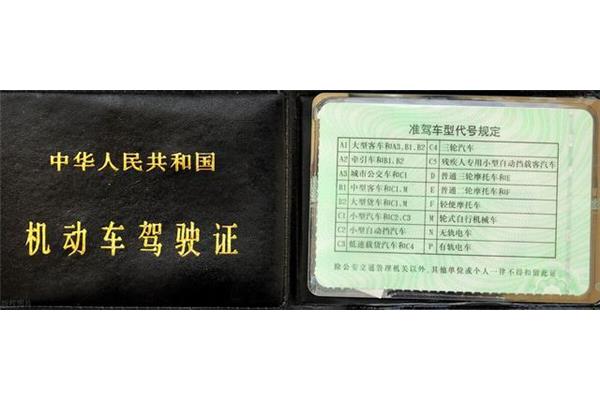 中华人民共和国
机动车驾驶证
准驾车型代号规定
A1 大型客车和A3,B1,B2 C4 三轮汽车
A2 牵引车和B1,B2 C5 残疾人专用小型自动挡载客汽车
A3 城市公交车和C1 D 普通三轮摩托车和E
B1 中型客车和C1,M E 普通二轮摩托车和F
B2 大型货车和C1,M F 轻便摩托车
C1 小型汽车和C2,C3 M 轮式自行机械车
C2 小型自动挡汽车 N 无轨电车
C3 低速载货汽车和C4 P 有轨电车
除公安交通管理机关以外,其他单位或个人一律不得扣留此证